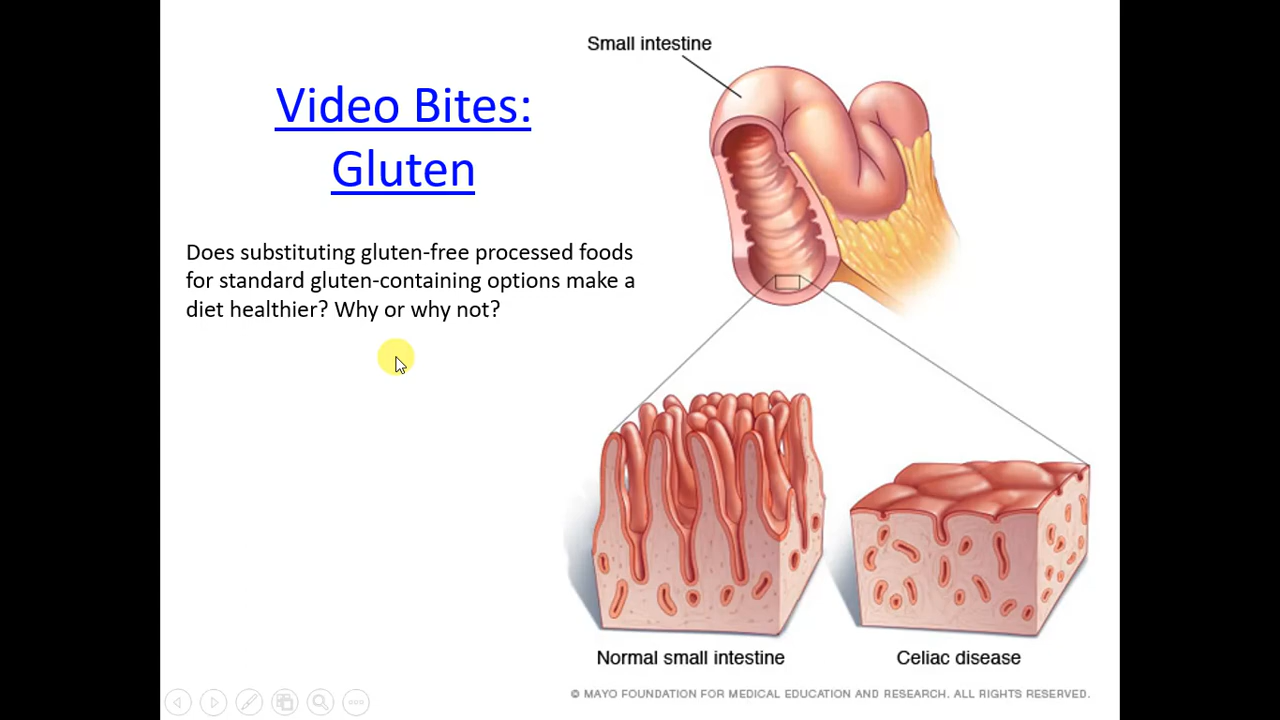 Small intestine
Video Bites:
Gluten
Does substituting gluten-free processed foods
for standard gluten-containing options make a
diet healthier? Why or why not?
Normal small intestine
Celiac disease
© MAYO FOUNDATION FOR MEDICAL EDUCATION AND RESEARCH. ALL RIGHTS RESERVED.